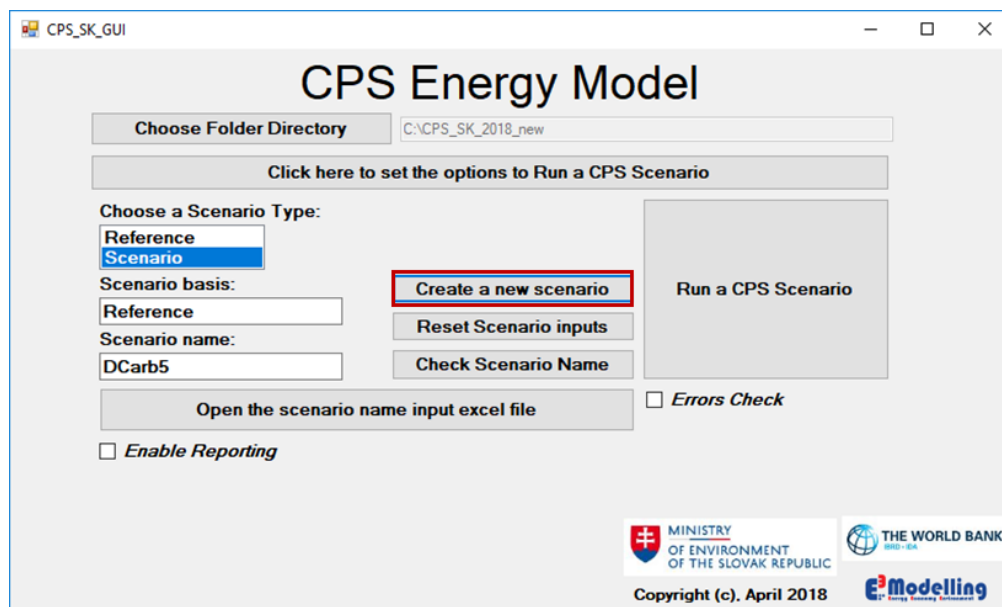 CPS_SK_GUI
CPS Energy Model
Choose Folder Directory
C:\CPS_SK_2018_new
Click here to set the options to Run a CPS Scenario
Choose a Scenario Type:
Reference
Scenario
Scenario basis:
Reference
Scenario name:
DCarb5
Create a new scenario
Reset Scenario inputs
Check Scenario Name
Run a CPS Scenario
Open the scenario name input excel file
Errors Check
Enable Reporting
MINISTRY
OF ENVIRONMENT
OF THE SLOVAK REPUBLIC
THE WORLD BANK
IBRD • IDA
Copyright (c), April 2018
E3Modelling
Energy Economy Environment